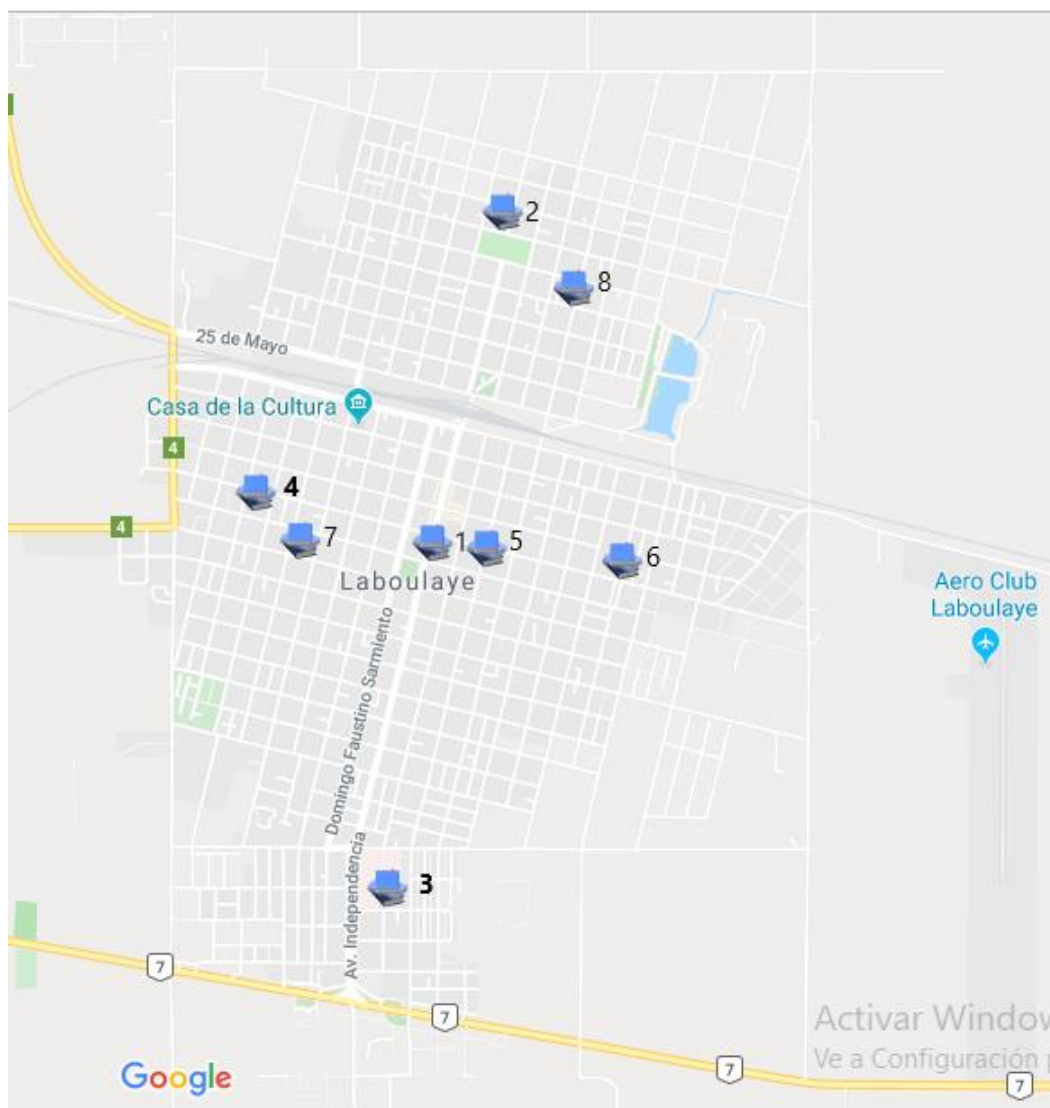 2
8
25 de Mayo
Casa de la Cultura
4
4
4
7
1
5
6
Laboulaye
Aero Club
Laboulaye
Domingo Faustino Sarmiento
Av. Independencia
3
7
7
7
7
Activar Window
Ve a Configuración p
Google